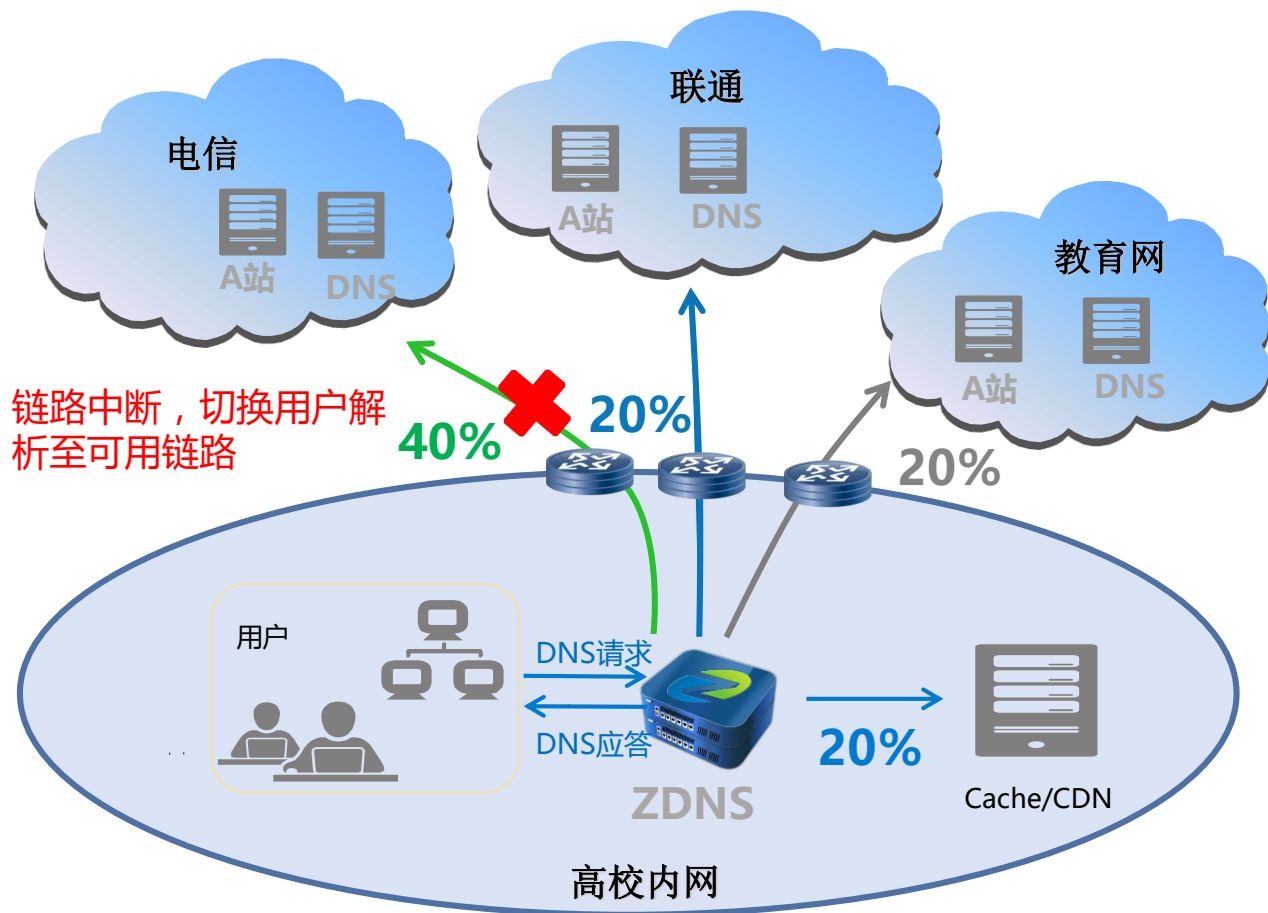 联通
电信
A站
DNS
A站
DNS
教育网
A站
DNS
链路中断，切换用户解
析至可用链路
40%
20%
20%
用户
DNS请求
DNS应答
20%
ZDNS
Cache/CDN
高校内网